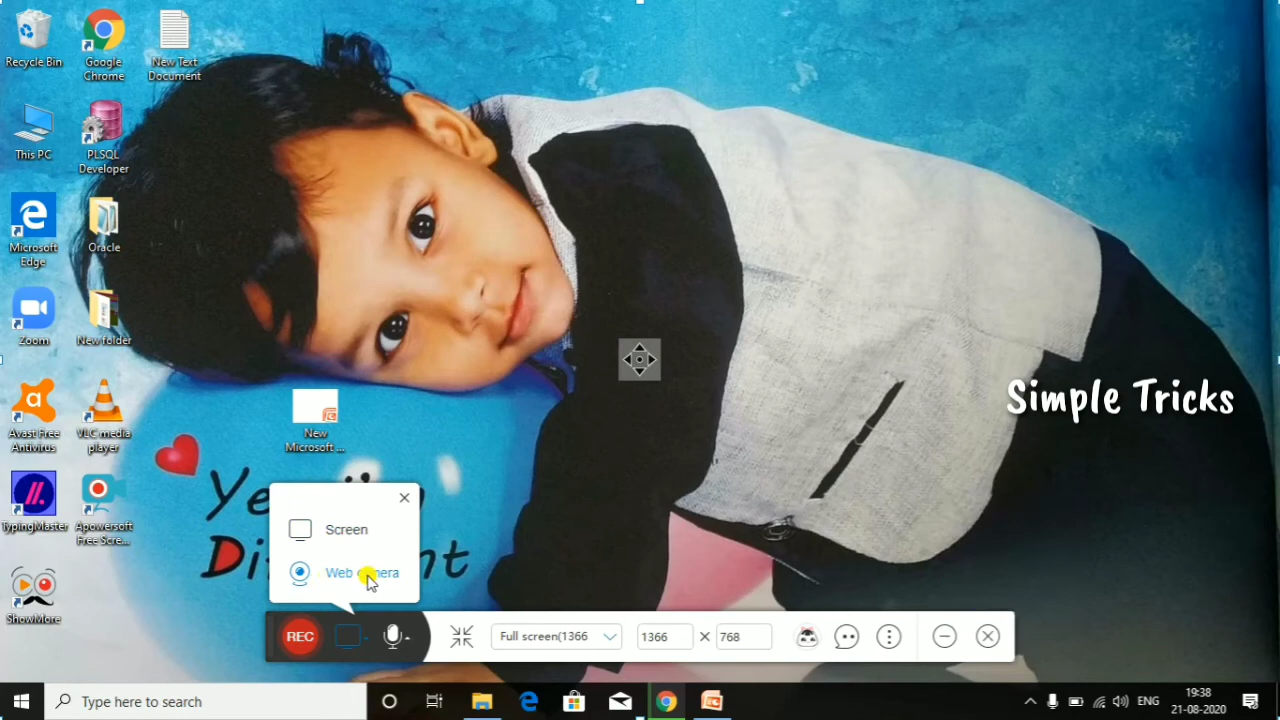 Recycle Bin
Google
Chrome
New Text
Document
This PC
PLSQL
Developer
Microsoft
Edge
Oracle
Zoom
New folder
Avast Free
Antivirus
VLC media
player
New
Microsoft ...
TypingMaster
Apowersoft
Free Scre...
ShowMore
Simple Tricks
Screen
Web camera
REC
Full screen(1366
1366
X
768
Type here to search
ENG
19:38
21-08-2020